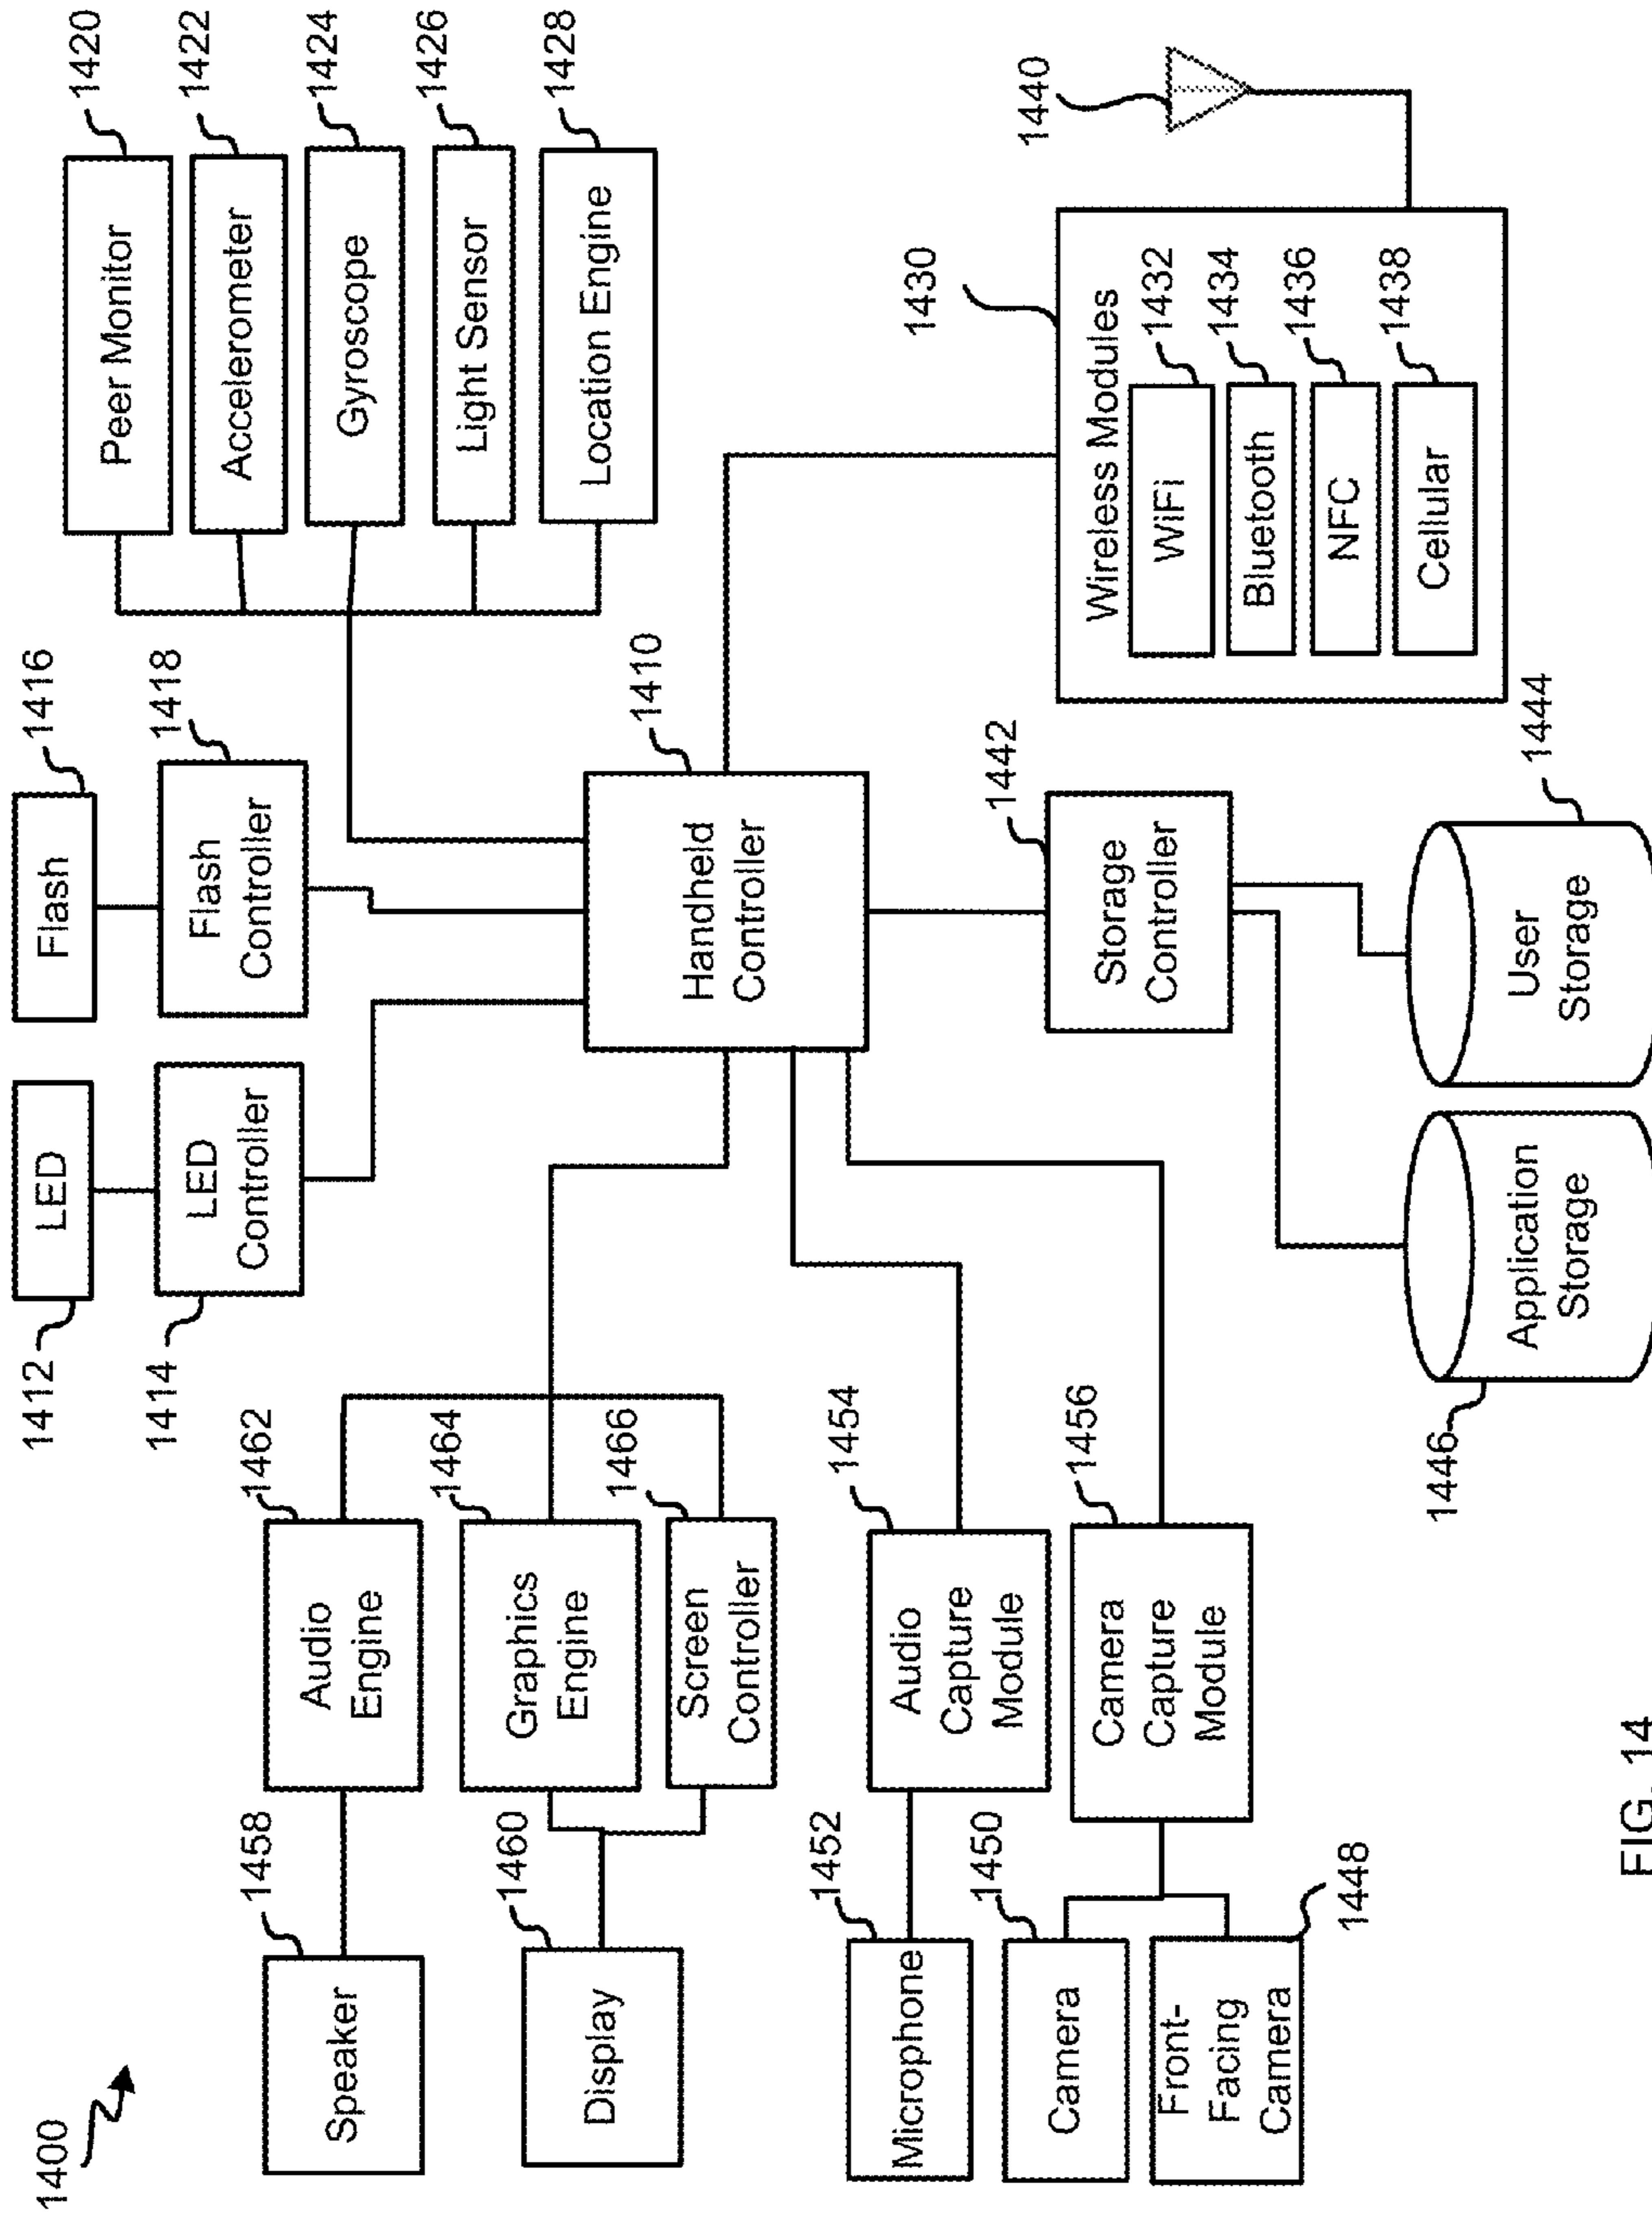 1400
1412
LED
1414
LED
Controller
Flash
1416
Flash
Controller
1418
Peer Monitor
1420
Accelerometer
1422
Gyroscope
1424
Light Sensor
1426
Location Engine
1428
Speaker
1458
Audio
Engine
1462
Display
1460
Graphics
Engine
1464
Screen
Controller
1466
Handheld
Controller
1410
Microphone
1452
Audio
Capture
Module
1454
Camera
1450
Front-
Facing
Camera
1448
Camera
Capture
Module
1456
Storage
Controller
1442
Application
Storage
1446
User
Storage
1444
1430
Wireless Modules
WiFi
1432
Bluetooth
1434
NFC
1436
Cellular
1438
1440
FIG. 14